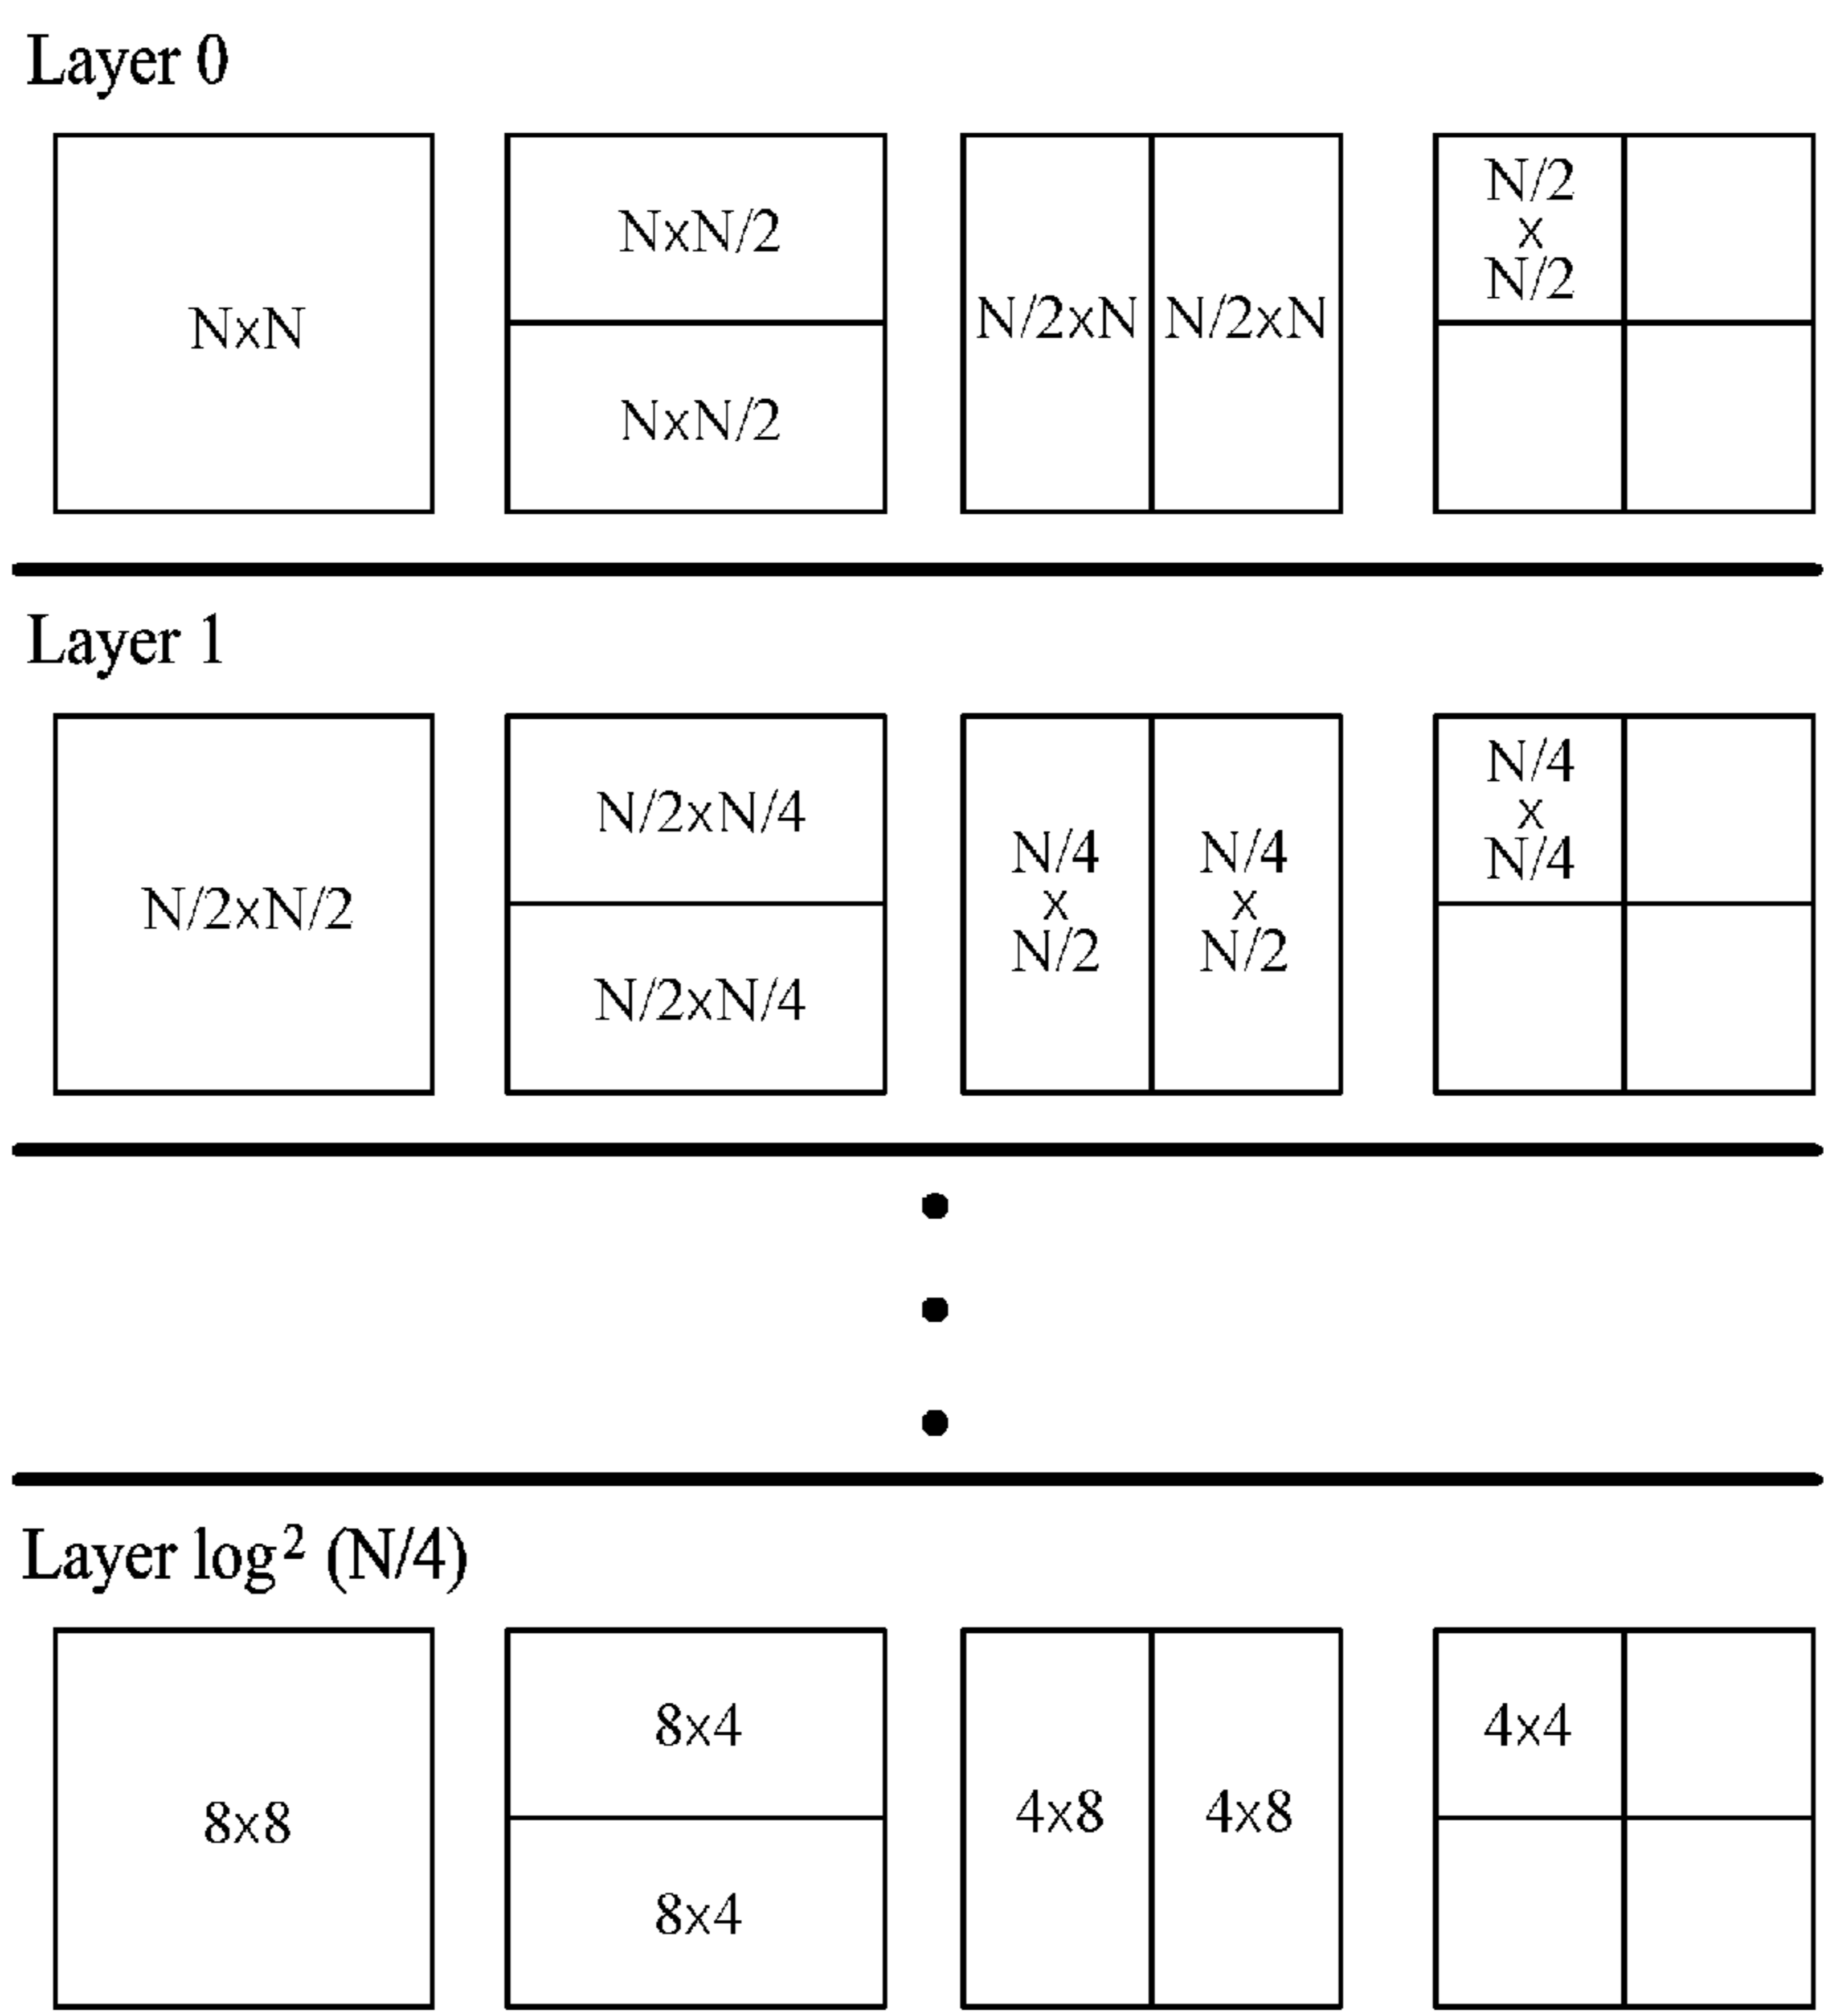 Layer 0
NxN
NxN/2
NxN/2
N/2xN
N/2xN
N/2
x
N/2
Layer 1
N/2xN/2
N/2xN/4
N/2xN/4
N/4
x
N/2
N/4
x
N/2
N/4
x
N/4
Layer log² (N/4)
8x8
8x4
8x4
4x8
4x8
4x4